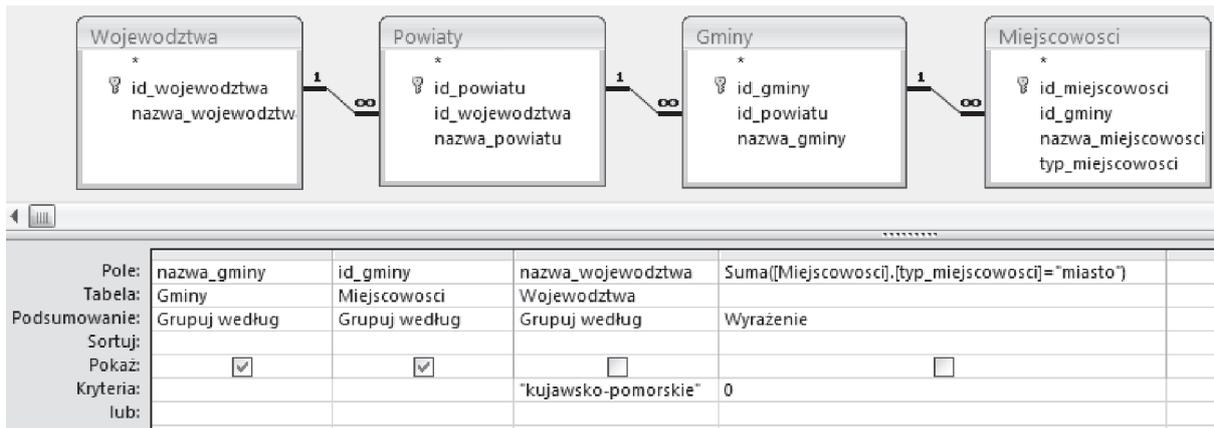 Wojewodztwa
*
id_wojewodztwa
nazwa_wojewodztw
1
∞
Powiaty
*
id_powiatu
id_wojewodztwa
nazwa_powiatu
1
∞
Gminy
*
id_gminy
id_powiatu
nazwa_gminy
1
∞
Miejscowosci
*
id_miejscowosci
id_gminy
nazwa_miejscowosci
typ_miejscowosci
Pole: nazwa_gminy id_gminy nazwa_wojewodztwa Suma([Miejscowosci].[typ_miejscowosci]="miasto")
Tabela: Gminy Miejscowosci Wojewodztwa
Podsumowanie: Grupuj według Grupuj według Grupuj według Wyrażenie
Sortuj:
Pokaż:
Kryteria: "kujawsko-pomorskie" 0
lub: